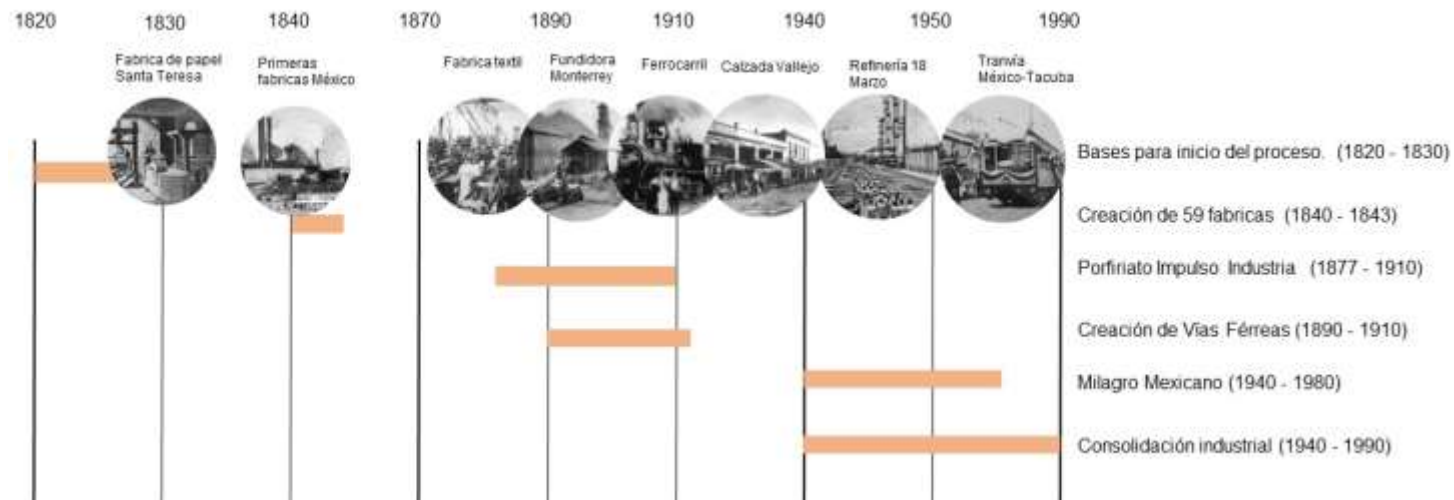 1820 1830 1840 1870 1890 1910 1940 1950 1990
Fabrica de papel
Santa Teresa
Primeras
fabricas México
Fabrica textil
Fundidora
Monterrey
Ferrocarril
Calzada Vallejo
Refinería 18
Marzo
Tranvía
México-Tacuba
Bases para inicio del proceso. (1820 - 1830)
Creación de 59 fabricas (1840 - 1843)
Porfiriato Impulso Industria (1877 - 1910)
Creación de Vías Férreas (1890 - 1910)
Milagro Mexicano (1940 - 1980)
Consolidación industrial (1940 - 1990)